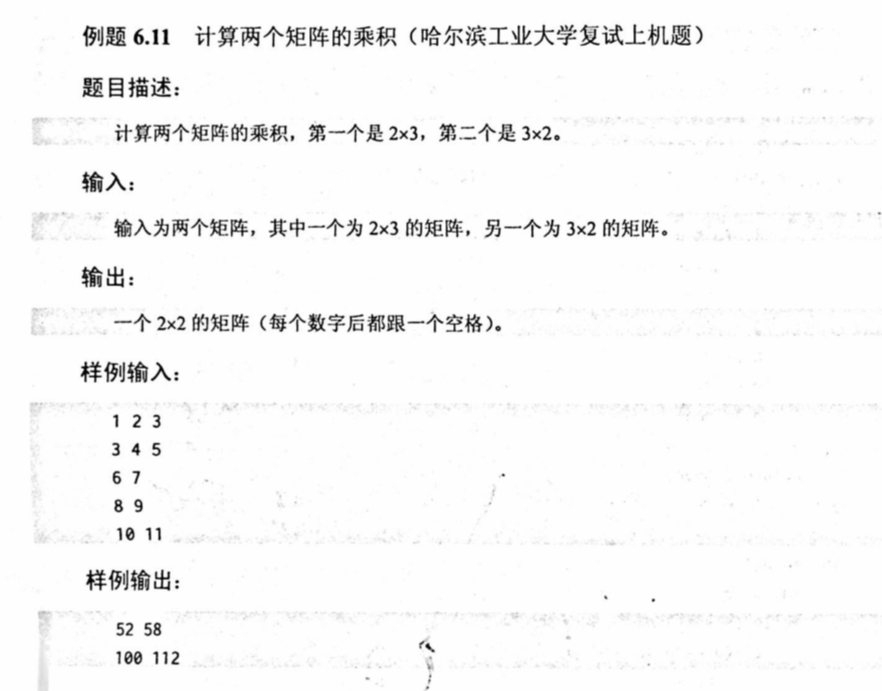 例题 6.11 计算两个矩阵的乘积（哈尔滨工业大学复试上机题）
题目描述：
计算两个矩阵的乘积，第一个是 2×3，第二个是 3×2。
输入：
输入为两个矩阵，其中一个为 2×3 的矩阵，另一个为 3×2 的矩阵。
输出：
一个 2×2 的矩阵（每个数字后都跟一个空格）。
样例输入：
1 2 3
3 4 5
6 7
8 9
10 11
样例输出：
52 58
100 112